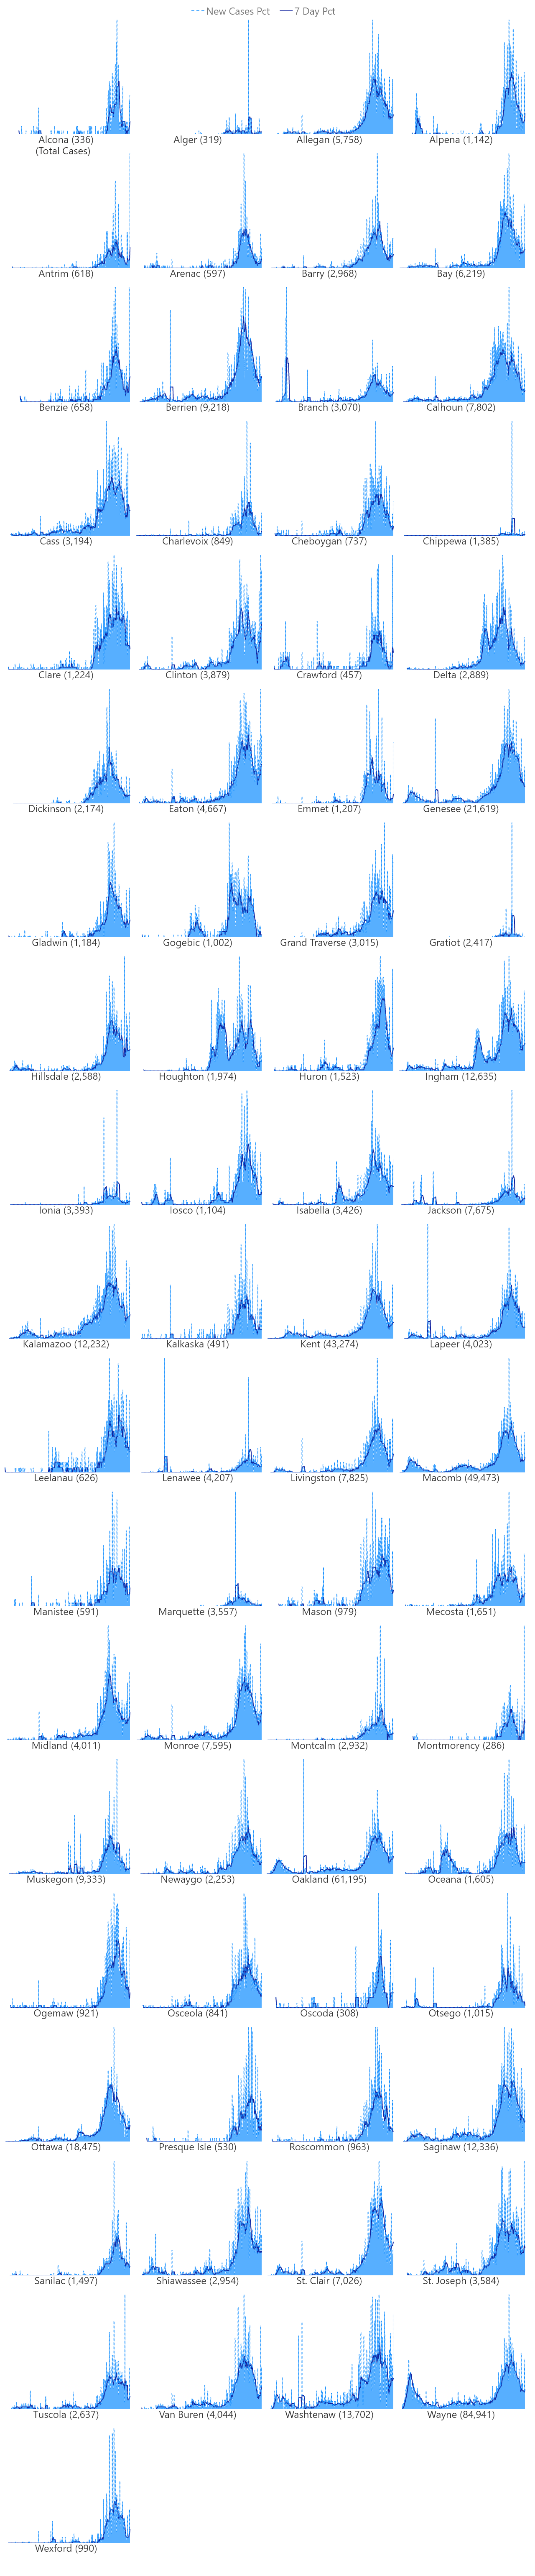 New Cases Pct 7 Day Pct
Alcona (336) Alger (319) Allegan (5,758) Alpena (1,142)
(Total Cases)
Antrim (618) Arenac (597) Barry (2,968) Bay (6,219)
Benzie (658) Berrien (9,218) Branch (3,070) Calhoun (7,802)
Cass (3,194) Charlevoix (849) Cheboygan (737) Chippewa (1,385)
Clare (1,224) Clinton (3,879) Crawford (457) Delta (2,889)
Dickinson (2,174) Eaton (4,667) Emmet (1,207) Genesee (21,619)
Gladwin (1,184) Gogebic (1,002) Grand Traverse (3,015) Gratiot (2,417)
Hillsdale (2,588) Houghton (1,974) Huron (1,523) Ingham (12,635)
Ionia (3,393) Iosco (1,104) Isabella (3,426) Jackson (7,675)
Kalamazoo (12,232) Kalkaska (491) Kent (43,274) Lapeer (4,023)
Leelanau (626) Lenawee (4,207) Livingston (7,825) Macomb (49,473)
Manistee (591) Marquette (3,557) Mason (979) Mecosta (1,651)
Midland (4,011) Monroe (7,595) Montcalm (2,932) Montmorency (286)
Muskegon (9,333) Newaygo (2,253) Oakland (61,195) Oceana (1,605)
Ogemaw (921) Osceola (841) Oscoda (308) Otsego (1,015)
Ottawa (18,475) Presque Isle (530) Roscommon (963) Saginaw (12,336)
Sanilac (1,497) Shiawassee (2,954) St. Clair (7,026) St. Joseph (3,584)
Tuscola (2,637) Van Buren (4,044) Washtenaw (13,702) Wayne (84,941)
Wexford (990)